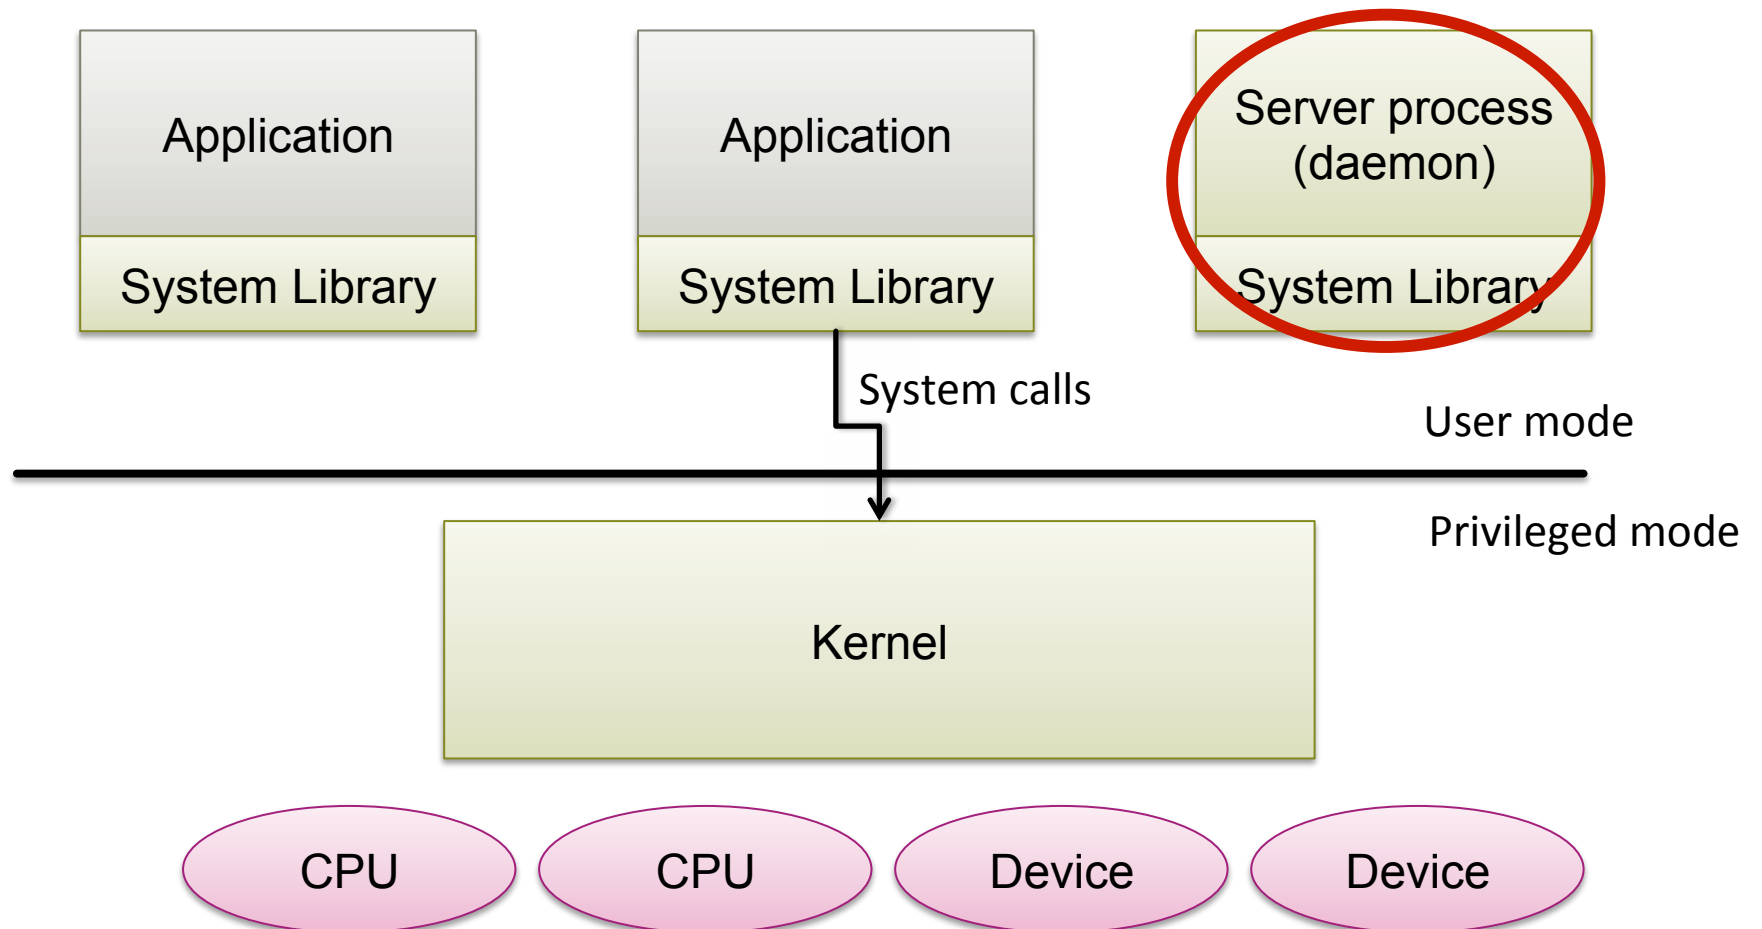 Application
Application
Server process
(daemon)
System Library
System Library
System Library
System calls
User mode
Privileged mode
Kernel
CPU
CPU
Device
Device